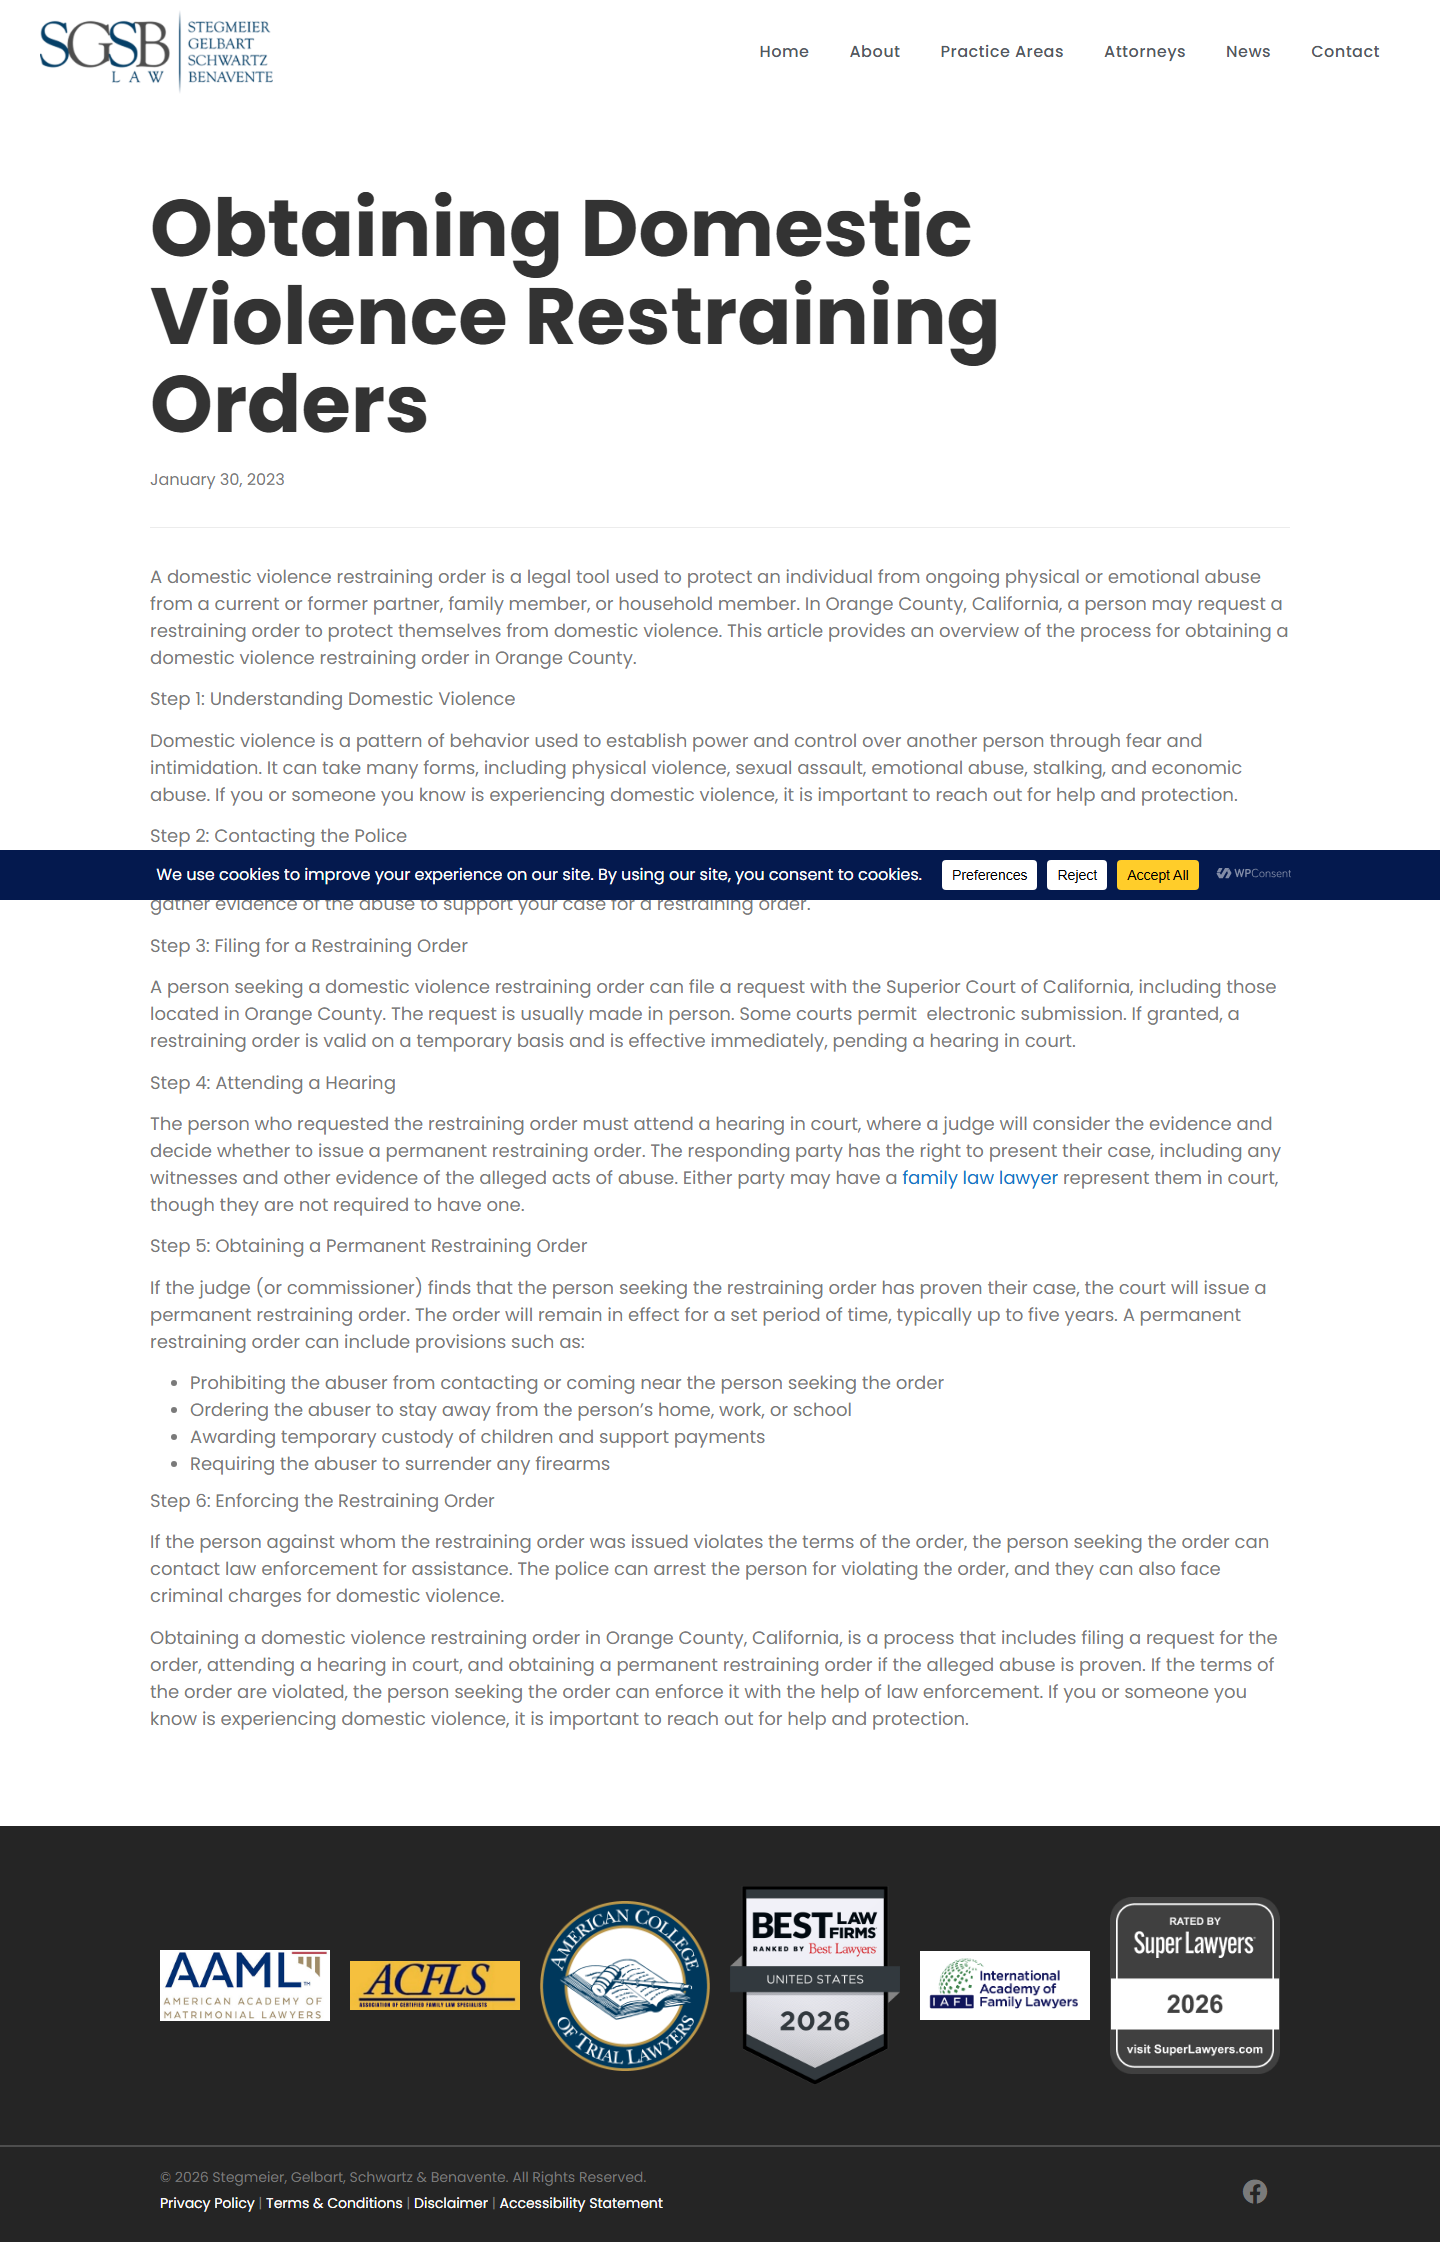 SGSB
LAW
STEGMEIER
GELBART
SCHWARTZ
BENAVENTE
Home About Practice Areas Attorneys News Contact
Obtaining Domestic
Violence Restraining
Orders
January 30, 2023
A domestic violence restraining order is a legal tool used to protect an individual from ongoing physical or emotional abuse
from a current or former partner, family member, or household member. In Orange County, California, a person may request a
restraining order to protect themselves from domestic violence. This article provides an overview of the process for obtaining a
domestic violence restraining order in Orange County.
Step 1: Understanding Domestic Violence
Domestic violence is a pattern of behavior used to establish power and control over another person through fear and
intimidation. It can take many forms, including physical violence, sexual assault, emotional abuse, stalking, and economic
abuse. If you or someone you know is experiencing domestic violence, it is important to reach out for help and protection.
Step 2: Contacting the Police
We use cookies to improve your experience on our site. By using our site, you consent to cookies. Preferences Reject Accept All WPConsent
gather evidence of the abuse to support your case for a restraining order.
Step 3: Filing for a Restraining Order
A person seeking a domestic violence restraining order can file a request with the Superior Court of California, including those
located in Orange County. The request is usually made in person. Some courts permit  electronic submission. If granted, a
restraining order is valid on a temporary basis and is effective immediately, pending a hearing in court.
Step 4: Attending a Hearing
The person who requested the restraining order must attend a hearing in court, where a judge will consider the evidence and
decide whether to issue a permanent restraining order. The responding party has the right to present their case, including any
witnesses and other evidence of the alleged acts of abuse. Either party may have a family law lawyer represent them in court,
though they are not required to have one.
Step 5: Obtaining a Permanent Restraining Order
If the judge (or commissioner) finds that the person seeking the restraining order has proven their case, the court will issue a
permanent restraining order. The order will remain in effect for a set period of time, typically up to five years. A permanent
restraining order can include provisions such as:
• Prohibiting the abuser from contacting or coming near the person seeking the order
• Ordering the abuser to stay away from the person’s home, work, or school
• Awarding temporary custody of children and support payments
• Requiring the abuser to surrender any firearms
Step 6: Enforcing the Restraining Order
If the person against whom the restraining order was issued violates the terms of the order, the person seeking the order can
contact law enforcement for assistance. The police can arrest the person for violating the order, and they can also face
criminal charges for domestic violence.
Obtaining a domestic violence restraining order in Orange County, California, is a process that includes filing a request for the
order, attending a hearing in court, and obtaining a permanent restraining order if the alleged abuse is proven. If the terms of
the order are violated, the person seeking the order can enforce it with the help of law enforcement. If you or someone you
know is experiencing domestic violence, it is important to reach out for help and protection.
AAML™
AMERICAN ACADEMY OF
MATRIMONIAL LAWYERS
ACFLS
ASSOCIATION OF CERTIFIED FAMILY LAW SPECIALISTS
AMERICAN COLLEGE
OF TRIAL LAWYERS
BEST LAW
FIRMS
RANKED BY Best Lawyers
UNITED STATES
2026
IAFL
International
Academy of
Family Lawyers
RATED BY
Super Lawyers
2026
visit SuperLawyers.com
© 2026 Stegmeier, Gelbart, Schwartz & Benavente. All Rights Reserved.
Privacy Policy | Terms & Conditions | Disclaimer | Accessibility Statement